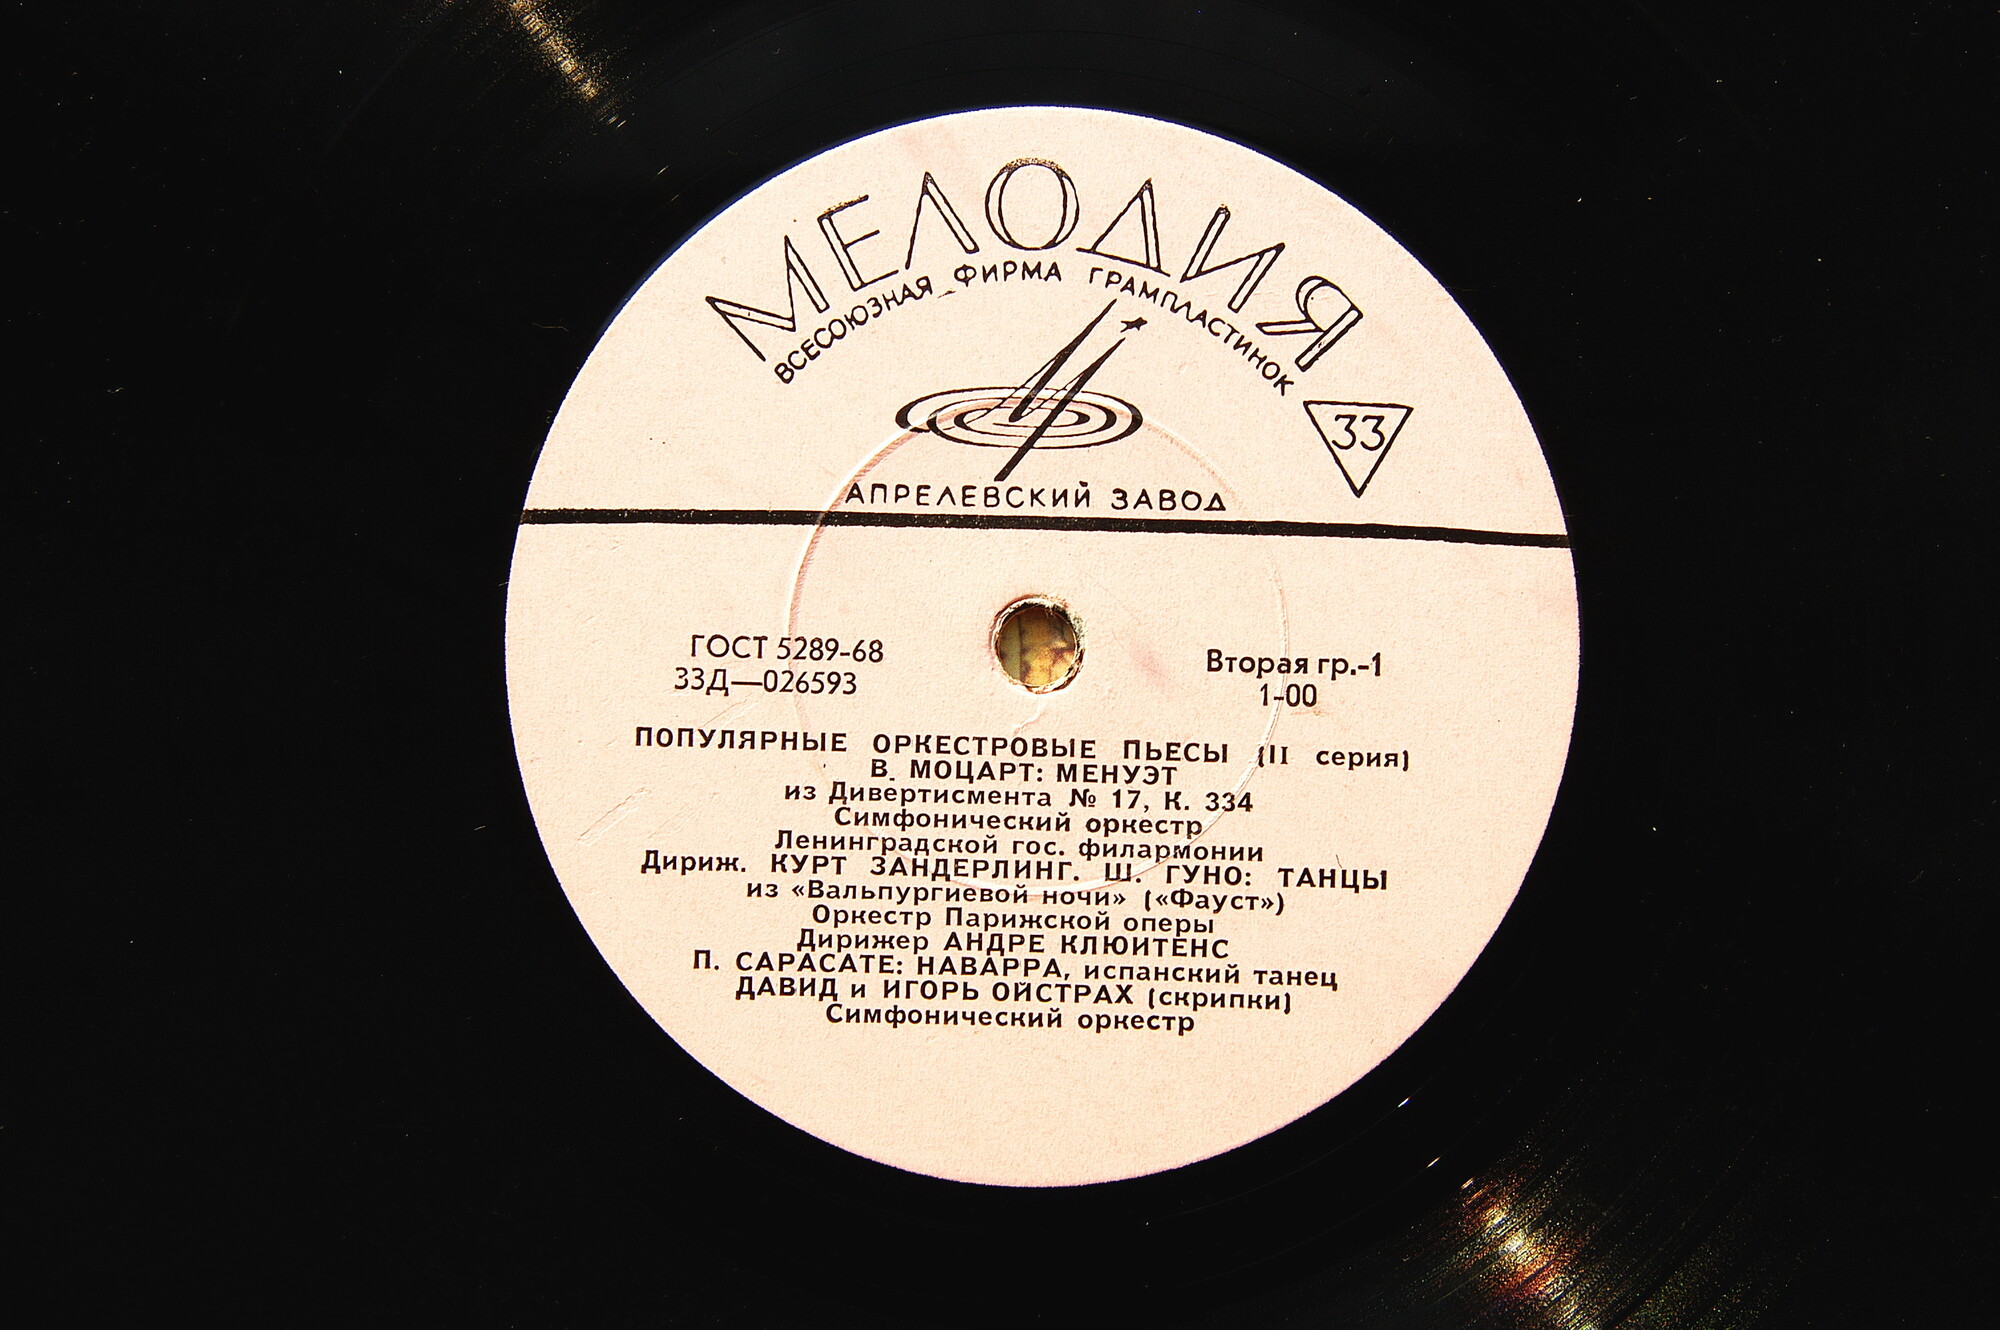 МЕЛОДИЯ
ВСЕСОЮЗНАЯ ФИРМА ГРАМПЛАСТИНОК
33
АПРЕЛЕВСКИЙ ЗАВОД
ГОСТ 5289-68
33Д—026593
Вторая гр.-1
1-00
ПОПУЛЯРНЫЕ ОРКЕСТРОВЫЕ ПЬЕСЫ (II серия)
В. МОЦАРТ: МЕНУЭТ
из Дивертисмента № 17, К. 334
Симфонический оркестр
Ленинградской гос. филармонии
Дириж. КУРТ ЗАНДЕРЛИНГ. Ш. ГУНО: ТАНЦЫ
из «Вальпургиевой ночи» («Фауст»)
Оркестр Парижской оперы
Дирижер АНДРЕ КЛЮИТЕНС
П. САРАСАТЕ: НАВАРРА, испанский танец
ДАВИД и ИГОРЬ ОЙСТРАХ (скрипки)
Симфонический оркестр